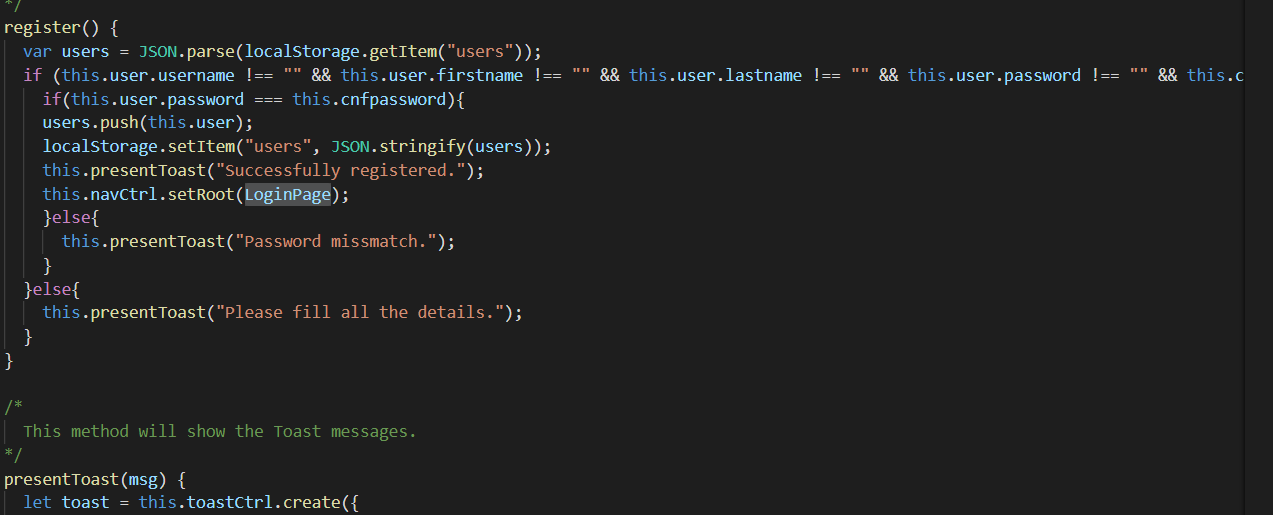 */
register() {
var users = JSON.parse(localStorage.getItem("users"));
if (this.user.username !== "" && this.user.firstname !== "" && this.user.lastname !== "" && this.user.password !== "" && this.c
if(this.user.password === this.cnfpassword){
users.push(this.user);
localStorage.setItem("users", JSON.stringify(users));
this.presentToast("Successfully registered.");
this.navCtrl.setRoot(LoginPage);
}else{
this.presentToast("Password missmatch.");
}
}else{
this.presentToast("Please fill all the details.");
}
}
/*
This method will show the Toast messages.
*/
presentToast(msg) {
let toast = this.toastCtrl.create({